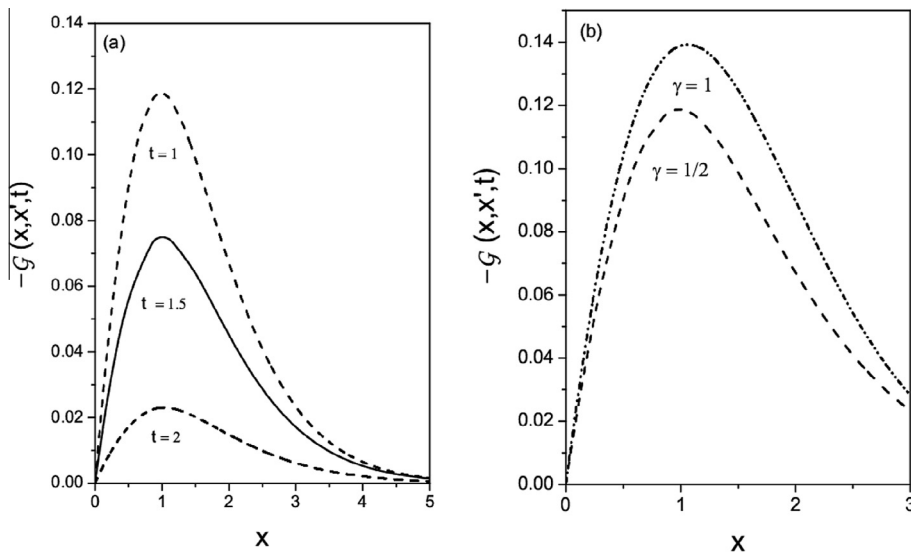 (a)
0.14
0.12
0.10
0.08
0.06
0.04
0.02
0.00
-𝒢 (x,x',t)
t = 1
t = 1.5
t = 2
0 1 2 3 4 5
x
(b)
0.14
0.12
0.10
0.08
0.06
0.04
0.02
0.00
-𝒢 (x,x',t)
γ = 1
γ = 1/2
0 1 2 3
x